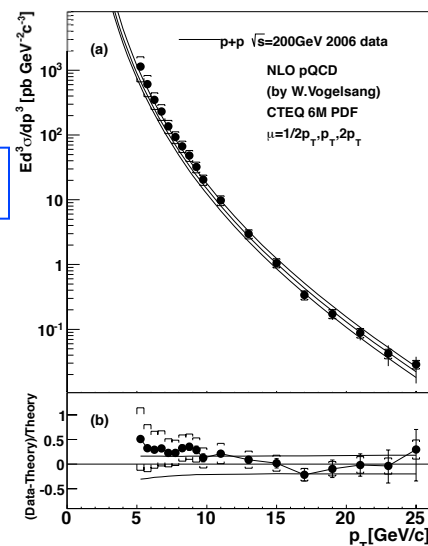 (a)
p+p √s=200GeV 2006 data
NLO pQCD
(by W.Vogelsang)
CTEQ 6M PDF
μ=1/2p_T,p_T,2p_T
Ed³σ/dp³ [pb GeV⁻²c⁻³]
10³
10²
10
1
10⁻¹
(b)
(Data-Theory)/Theory
1
0.5
0
-0.5
0 5 10 15 20 25
p_T[GeV/c]